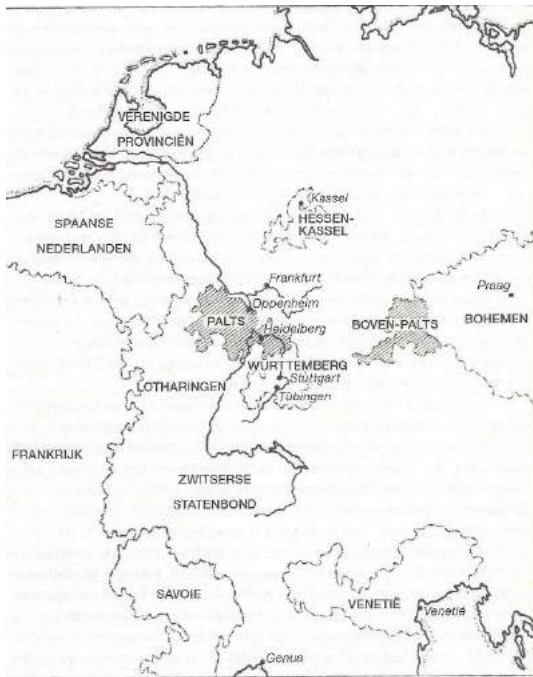 VERENIGDE
PROVINCIËN
Kassel
HESSEN-
KASSEL
SPAANSE
NEDERLANDEN
Frankfurt
Oppenheim
Praag
PALTS
BOVEN-PALTS
BOHEMEN
Heidelberg
WÜRTTEMBERG
LOTHARINGEN
Stuttgart
Tübingen
FRANKRIJK
ZWITSERSE
STATENBOND
SAVOIE
VENETIË
Venetië
Genua